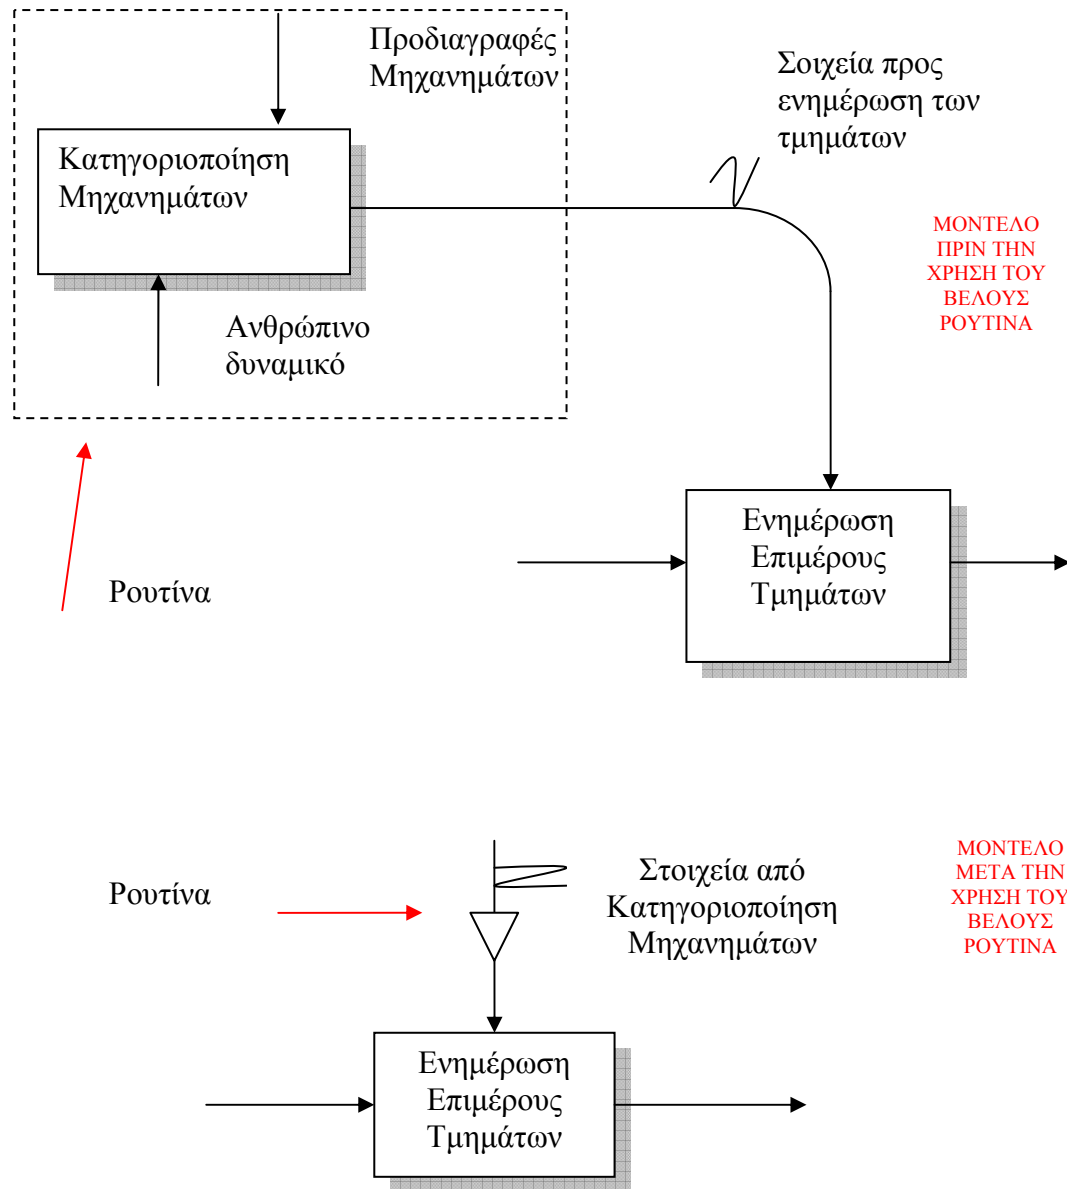 Προδιαγραφές
Μηχανημάτων
Σοιχεία προς
ενημέρωση των
τμημάτων
Κατηγοριοποίηση
Μηχανημάτων
ΜΟΝΤΕΛΟ
ΠΡΙΝ ΤΗΝ
ΧΡΗΣΗ ΤΟΥ
ΒΕΛΟΥΣ
ΡΟΥΤΙΝΑ
Ανθρώπινο
δυναμικό
Ενημέρωση
Επιμέρους
Τμημάτων
Ρουτίνα
Ρουτίνα
Στοιχεία από
Κατηγοριοποίηση
Μηχανημάτων
ΜΟΝΤΕΛΟ
ΜΕΤΑ ΤΗΝ
ΧΡΗΣΗ ΤΟΥ
ΒΕΛΟΥΣ
ΡΟΥΤΙΝΑ
Ενημέρωση
Επιμέρους
Τμημάτων